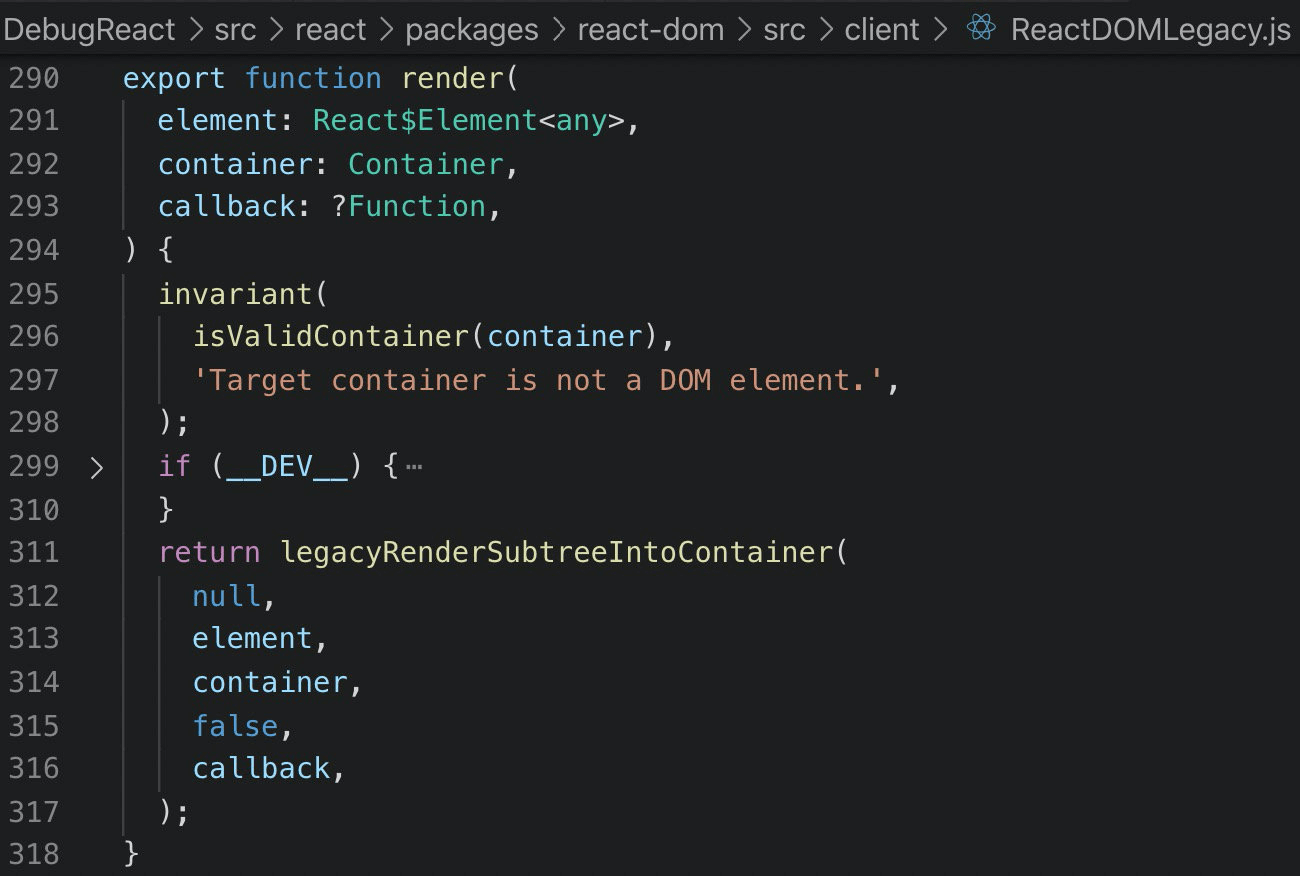 DebugReact > src > react > packages > react-dom > src > client > ReactDOMLegacy.js
290 export function render(
291 element: React$Element<any>,
292 container: Container,
293 callback: ?Function,
294 ) {
295 invariant(
296 isValidContainer(container),
297 'Target container is not a DOM element.',
298 );
299 > if (__DEV__) {⋯
310 }
311 return legacyRenderSubtreeIntoContainer(
312 null,
313 element,
314 container,
315 false,
316 callback,
317 );
318 }